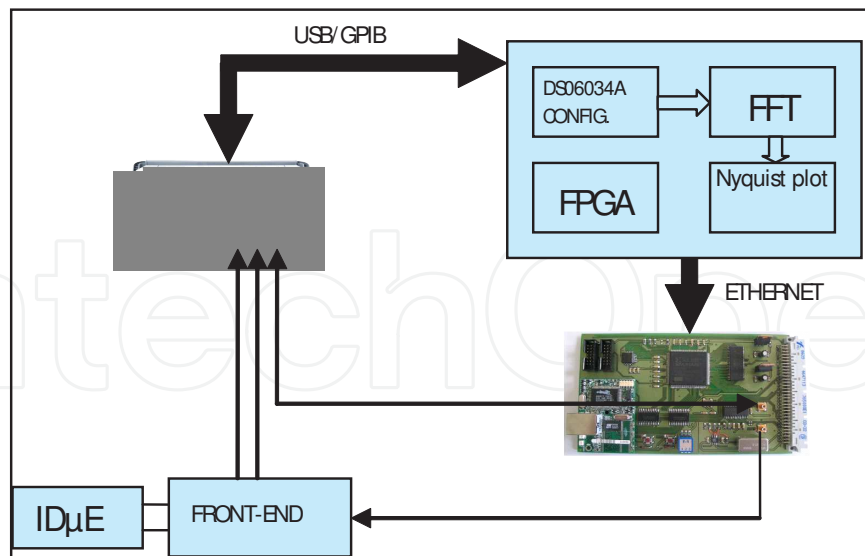 USB/GPIB
DS06034A
CONFIG.
FFT
FPGA
Nyquist plot
ETHERNET
FRONT-END
IDμE